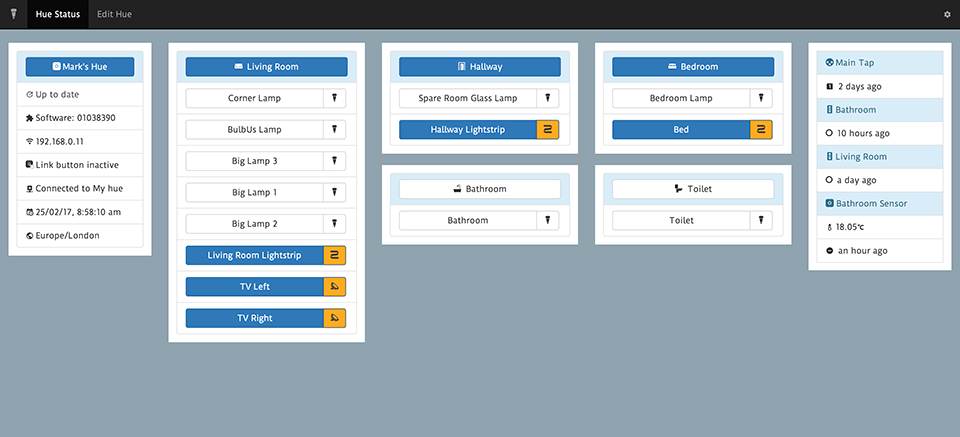 Hue Status
Edit Hue
Mark's Hue
Up to date
Software: 01038390
192.168.0.11
Link button inactive
Connected to My hue
25/02/17, 8:58:10 am
Europe/London
Living Room
Corner Lamp
BulbUs Lamp
Big Lamp 3
Big Lamp 1
Big Lamp 2
Living Room Lightstrip
TV Left
TV Right
Hallway
Spare Room Glass Lamp
Hallway Lightstrip
Bathroom
Bathroom
Bedroom
Bedroom Lamp
Bed
Toilet
Toilet
Main Tap
2 days ago
Bathroom
10 hours ago
Living Room
a day ago
Bathroom Sensor
18.05℃
an hour ago